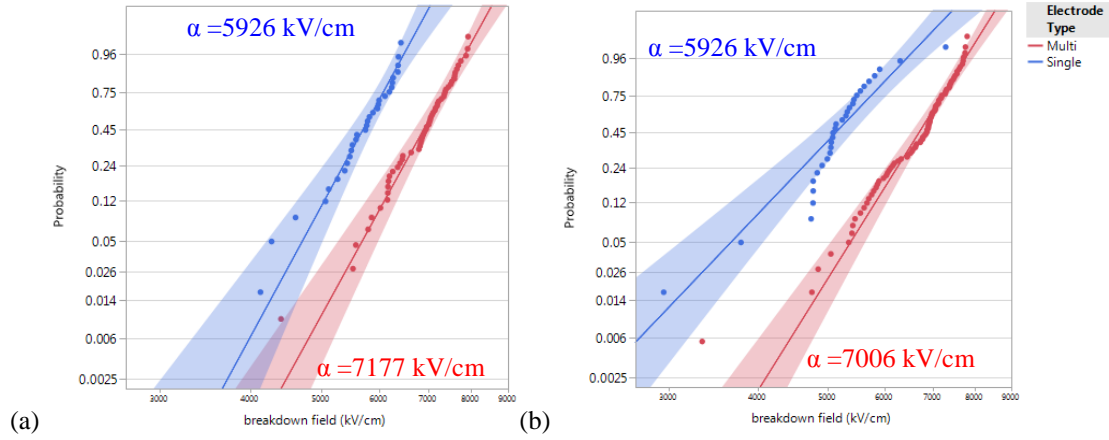 α =5926 kV/cm
0.96
0.75
0.45
0.24
0.12
0.05
0.026
0.014
0.006
0.0025
Probability
α =7177 kV/cm
3000 4000 5000 6000 7000 9000
breakdown field (kV/cm)
(a)
α =5926 kV/cm
0.96
0.75
0.45
0.24
0.12
0.05
0.026
0.014
0.006
0.0025
Probability
α =7006 kV/cm
3000 4000 5000 6000 7000 9000
breakdown field (kV/cm)
(b)
Electrode
Type
Multi
Single